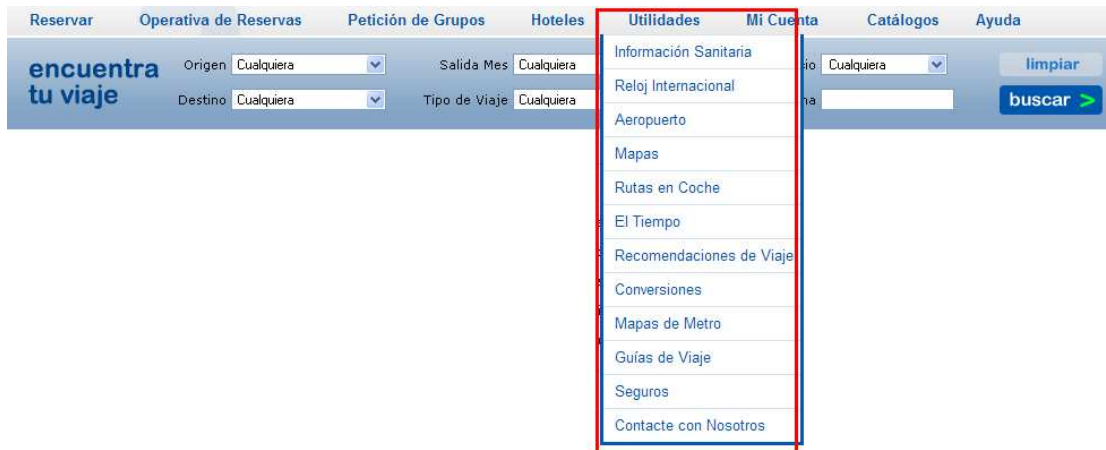 Reservar Operativa de Reservas Petición de Grupos Hoteles Utilidades Mi Cuenta Catálogos Ayuda
encuentra Origen Cualquiera Salida Mes Cualquiera Cualquiera limpiar
tu viaje Destino Cualquiera Tipo de Viaje Cualquiera buscar >
Información Sanitaria
Reloj Internacional
Aeropuerto
Mapas
Rutas en Coche
El Tiempo
Recomendaciones de Viaje
Conversiones
Mapas de Metro
Guías de Viaje
Seguros
Contacte con Nosotros